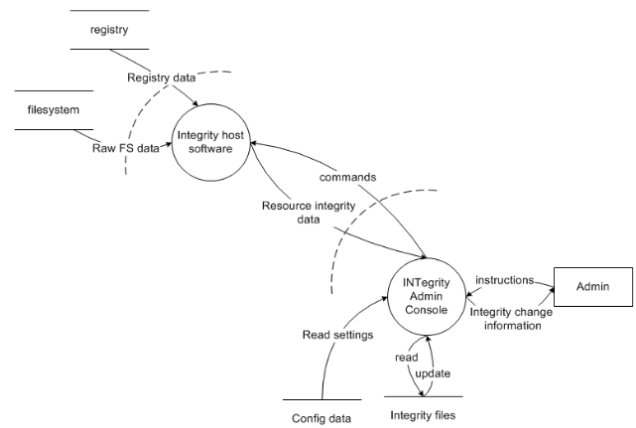 registry
Registry data
filesystem
Raw FS data
Integrity host
software
commands
Resource integrity
data
INTegrity
Admin
Console
instructions
Admin
Integrity change
information
Read settings
read
update
Config data
Integrity files